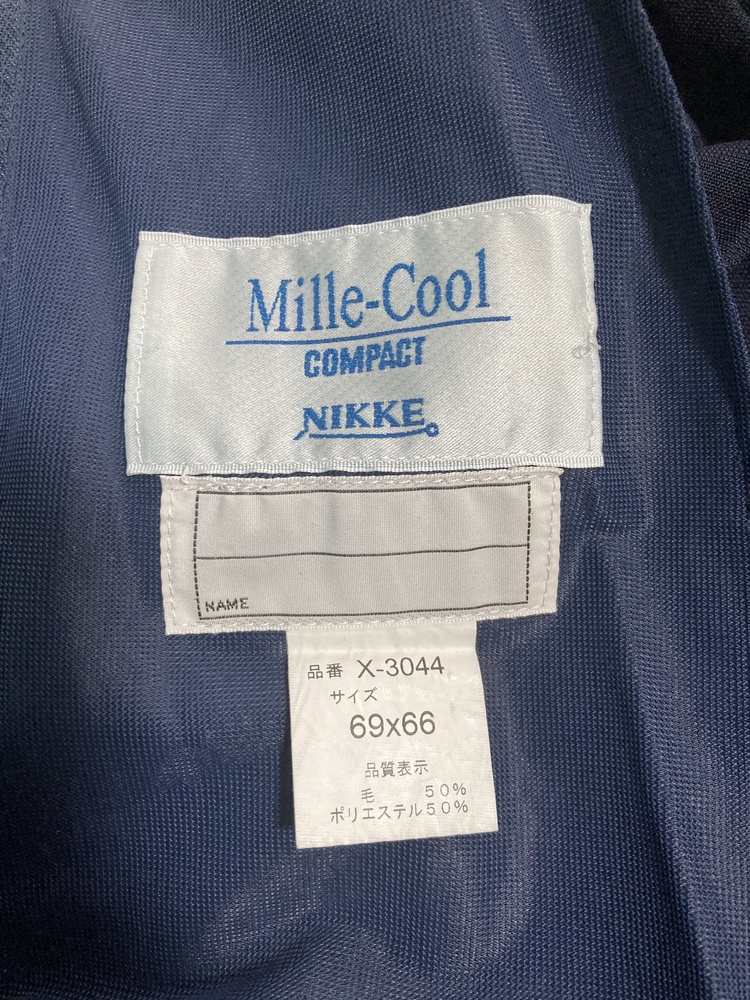 Mille-Cool
COMPACT
NIKKE
NAME
品番 X-3044
サイズ
69x66
品質表示
毛 50%
ポリエステル50%